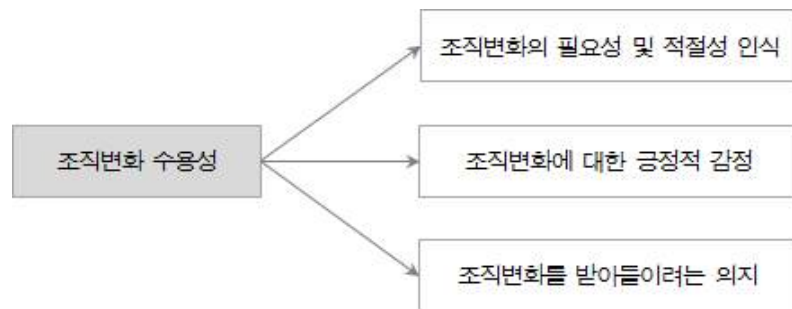 조직변화의 필요성 및 적절성 인식
조직변화 수용성
조직변화에 대한 긍정적 감정
조직변화를 받아들이려는 의지